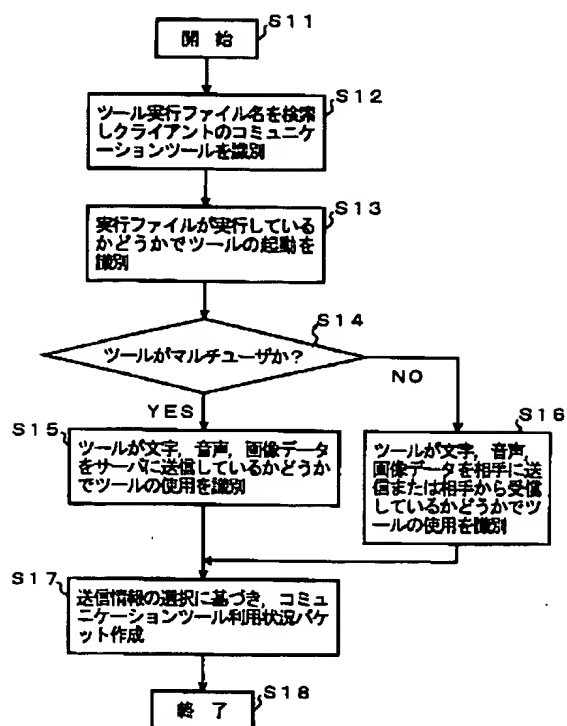 S11
開 始
S12
ツール実行ファイル名を検索
しクライアントのコミュニケ
ーションツールを識別
S13
実行ファイルが実行している
かどうかでツールの起動を
識別
S14
ツールがマルチユーザか?
YES
NO
S15
ツールが文字,音声,画像データ
をサーバに送信しているかどうか
でツールの使用を識別
S16
ツールが文字,音声,
画像データを相手に送
信または相手から受信
しているかどうかでツ
ールの使用を識別
S17
送信情報の選択に基づき,コミュ
ニケーションツール利用状況パケ
ット作成
S18
終 了